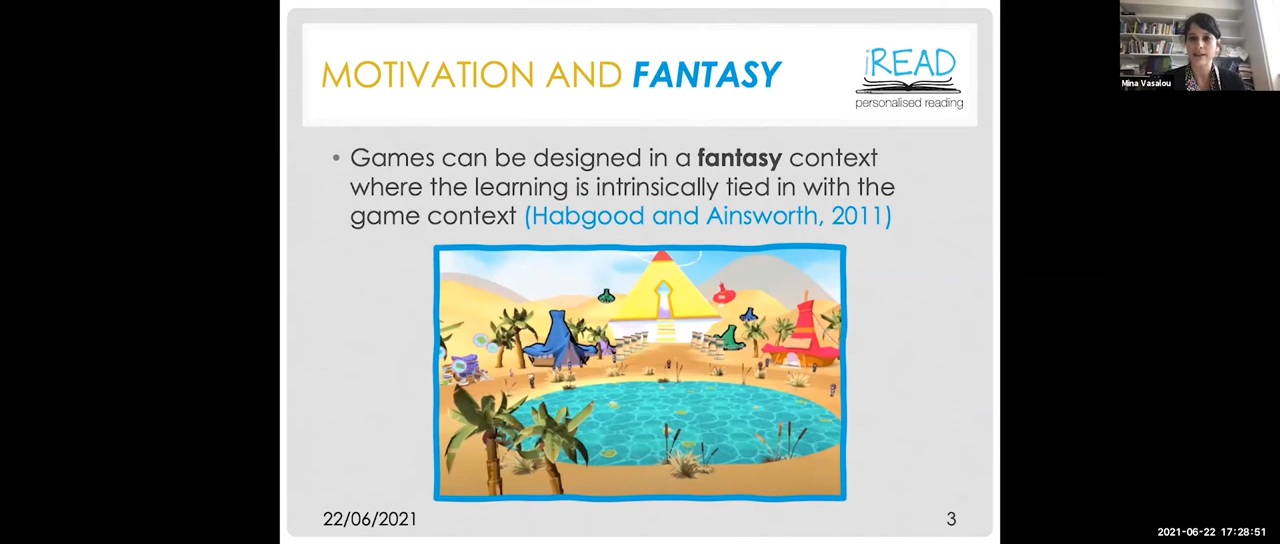 MOTIVATION AND FANTASY
iREAD
personalised reading
Mina Vasalou
• Games can be designed in a fantasy context
where the learning is intrinsically tied in with the
game context (Habgood and Ainsworth, 2011)
22/06/2021
3
2021-06-22 17:28:51